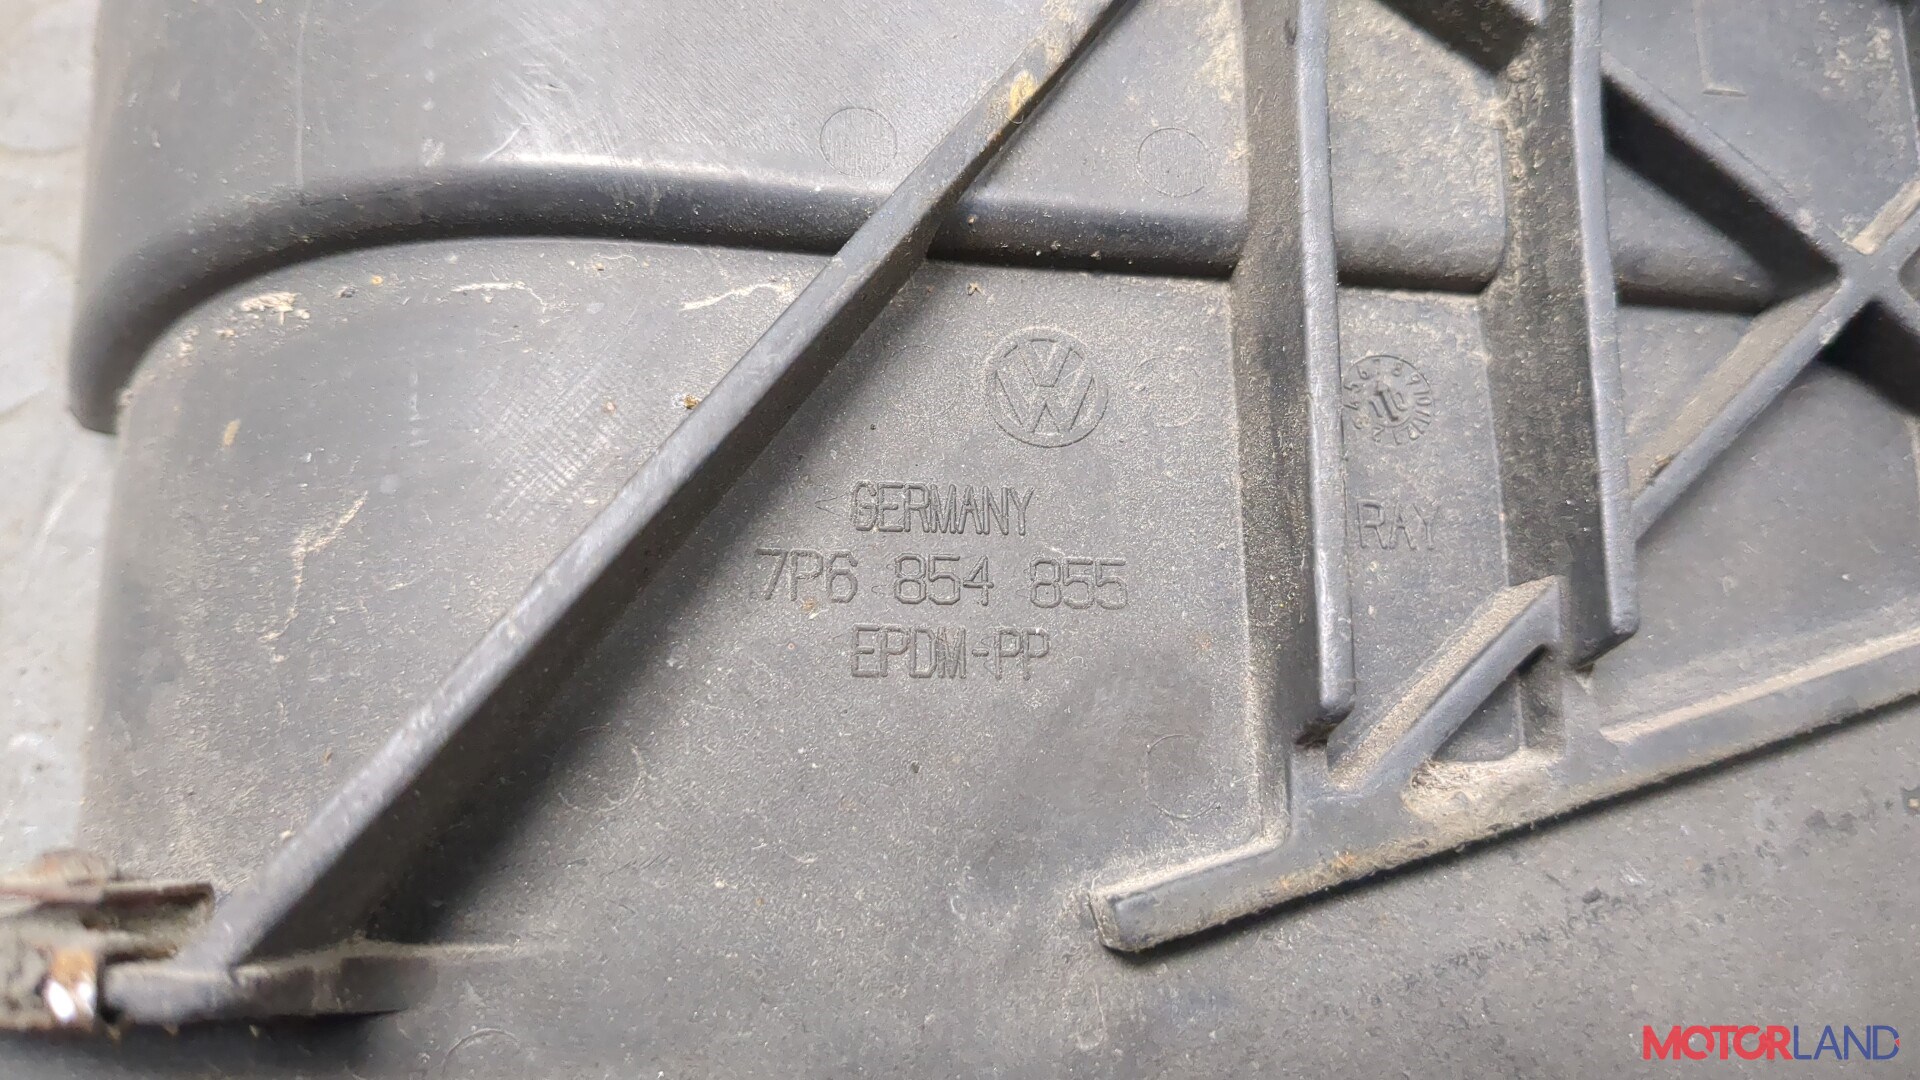 GERMANY
7P6 854 855
EPDM-PP
RAY
MOTORLAND